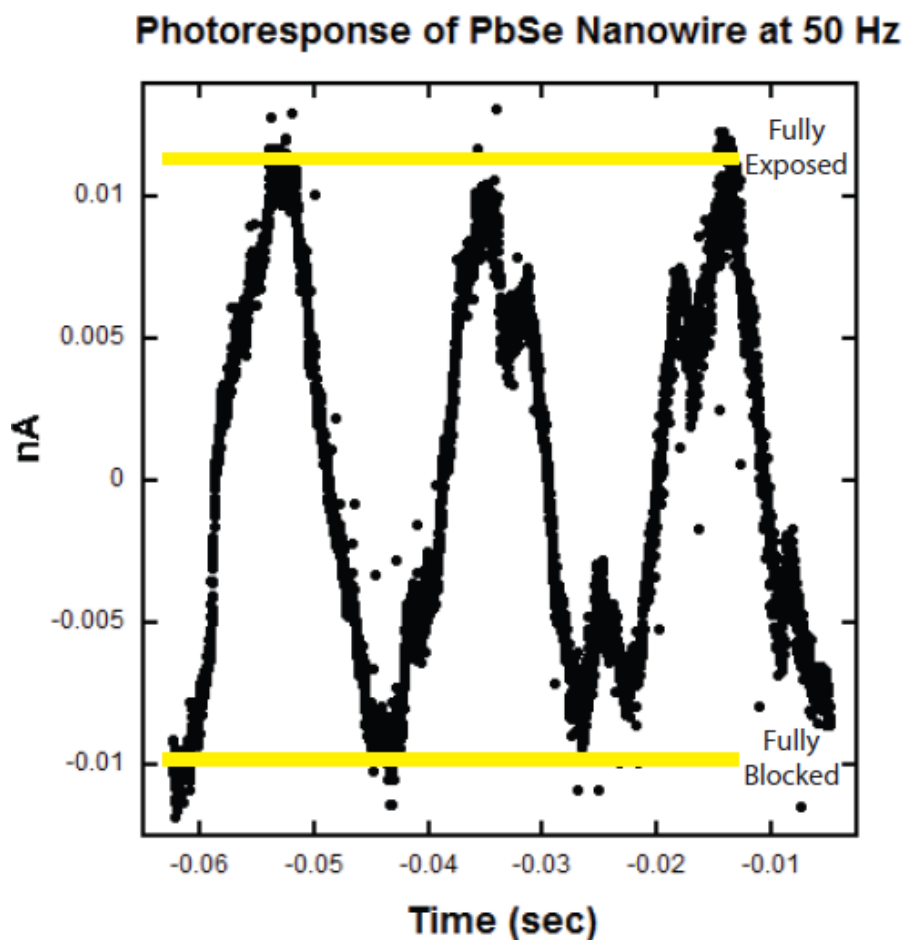 Photoresponse of PbSe Nanowire at 50 Hz
Fully
Exposed
0.01
0.005
0
-0.005
-0.01
nA
Fully
Blocked
-0.06 -0.05 -0.04 -0.03 -0.02 -0.01
Time (sec)